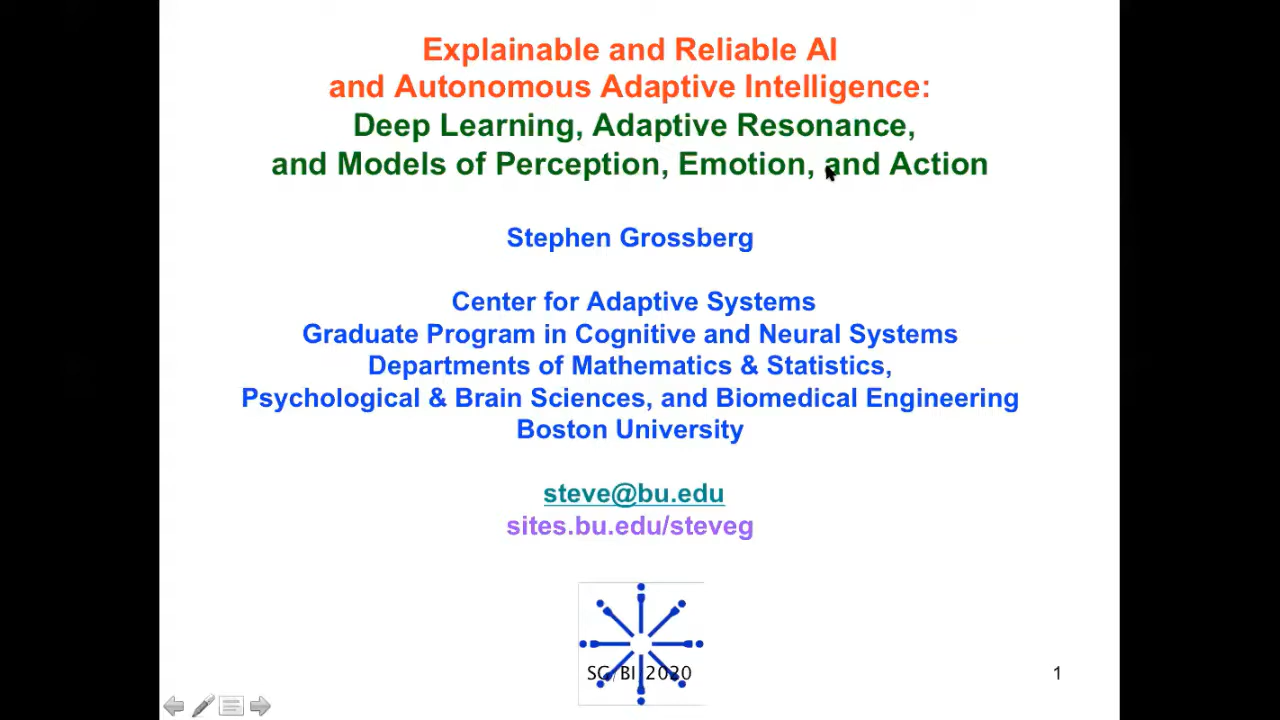 Explainable and Reliable AI
and Autonomous Adaptive Intelligence:
Deep Learning, Adaptive Resonance,
and Models of Perception, Emotion, and Action
Stephen Grossberg
Center for Adaptive Systems
Graduate Program in Cognitive and Neural Systems
Departments of Mathematics & Statistics,
Psychological & Brain Sciences, and Biomedical Engineering
Boston University
steve@bu.edu
sites.bu.edu/steveg
2020
1